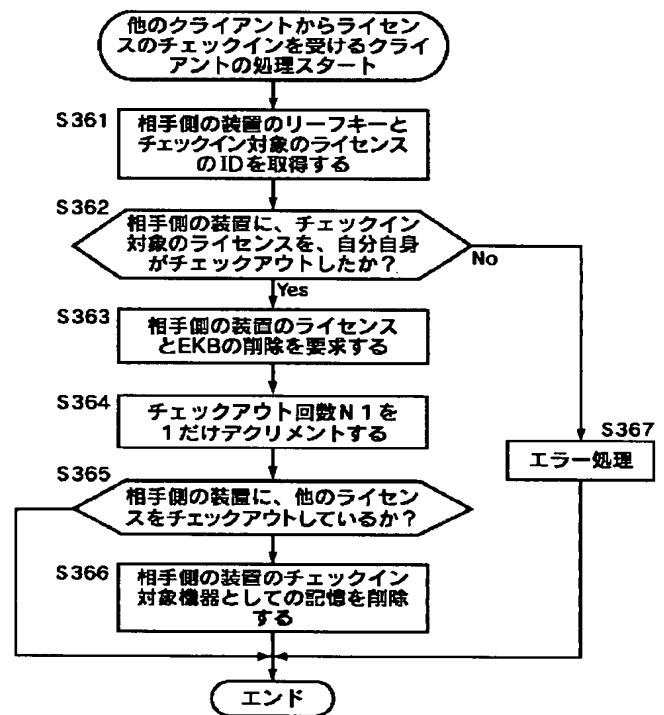 他のクライアントからライセン
スのチェックインを受けるクライ
アントの処理スタート
S361
相手側の装置のリーフキーと
チェックイン対象のライセンス
のIDを取得する
S362
相手側の装置に、チェックイン
対象のライセンスを、自分自身
がチェックアウトしたか？
No
Yes
S363
相手側の装置のライセンス
とEKBの削除を要求する
S364
チェックアウト回数N1を
1だけデクリメントする
S367
エラー処理
S365
相手側の装置に、他のライセン
スをチェックアウトしているか？
S366
相手側の装置のチェックイン
対象機器としての記憶を削除
する
エンド